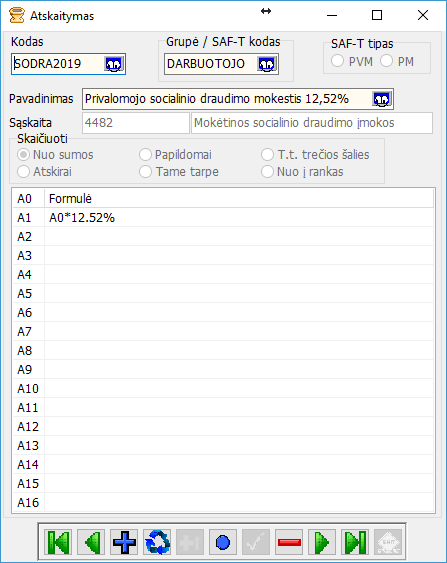 Atskaitymas
Kodas
SODRA2019
Grupė / SAF-T kodas
DARBUOTOJO
SAF-T tipas
PVM PM
Pavadinimas Privalomojo socialinio draudimo mokestis 12,52%
Sąskaita 4482 Mokėtinos socialinio draudimo įmokos
Skaičiuoti
Nuo sumos Papildomai T.t. trečios šalies
Atskirai Tame tarpe Nuo į rankas
A0 Formulė
A1 A0*12.52%
A2
A3
A4
A5
A6
A7
A8
A9
A10
A11
A12
A13
A14
A15
A16